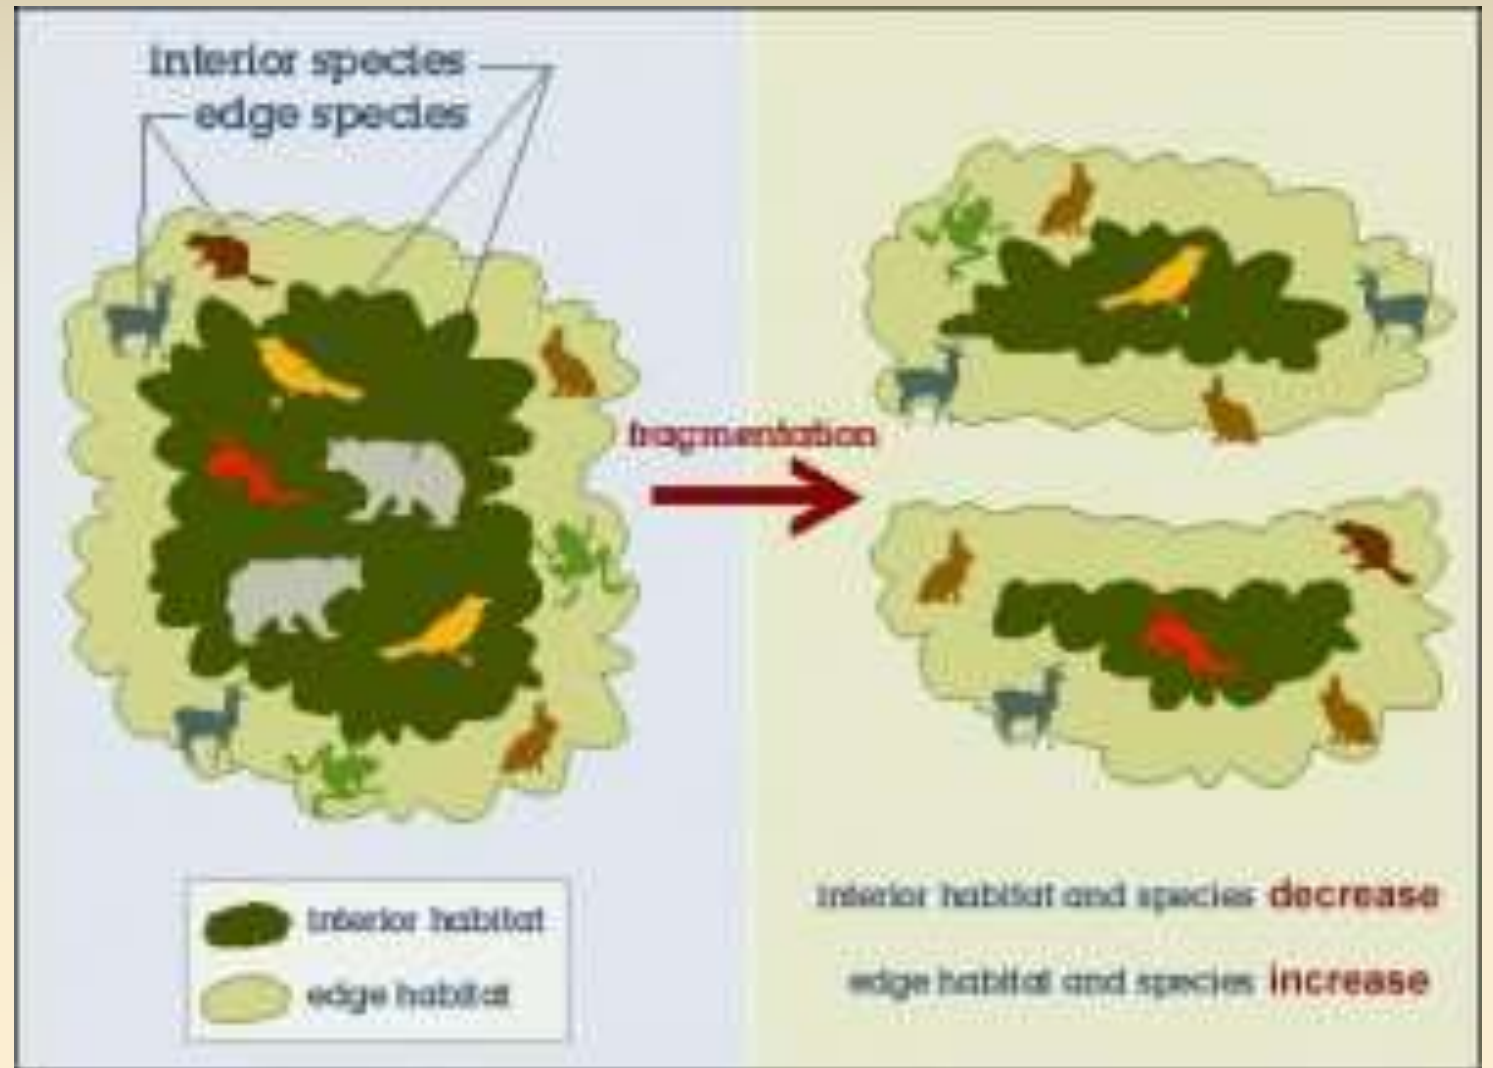 interior species
edge species
fragmentation
interior habitat
edge habitat
interior habitat and species decrease
edge habitat and species increase